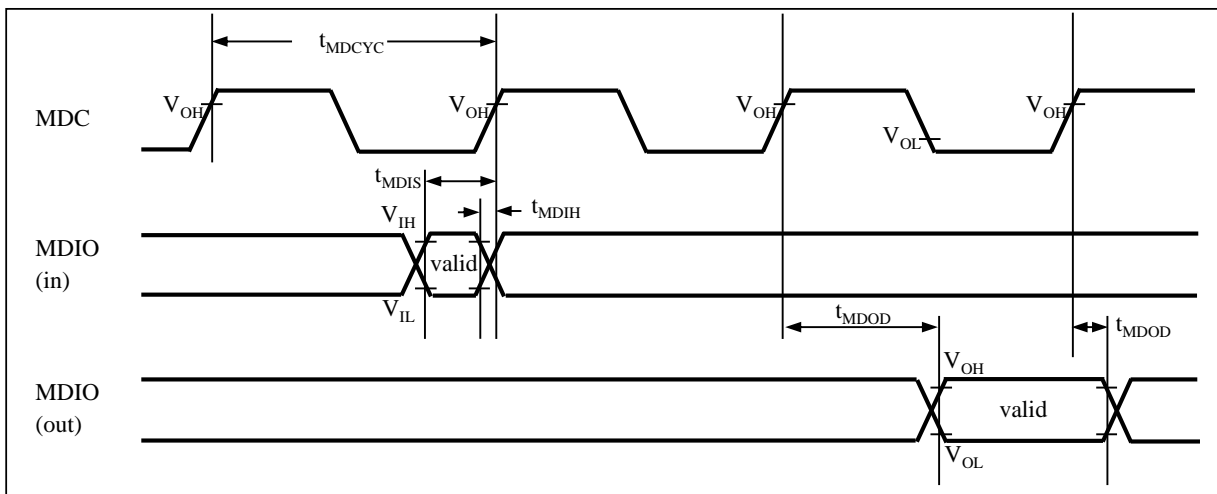 tMDCYC
MDC
VOH
VOH
VOH
VOL
VOH
tMDIS
tMDIH
MDIO
(in)
VIH
valid
VIL
tMDOD
tMDOD
MDIO
(out)
VOH
valid
VOL